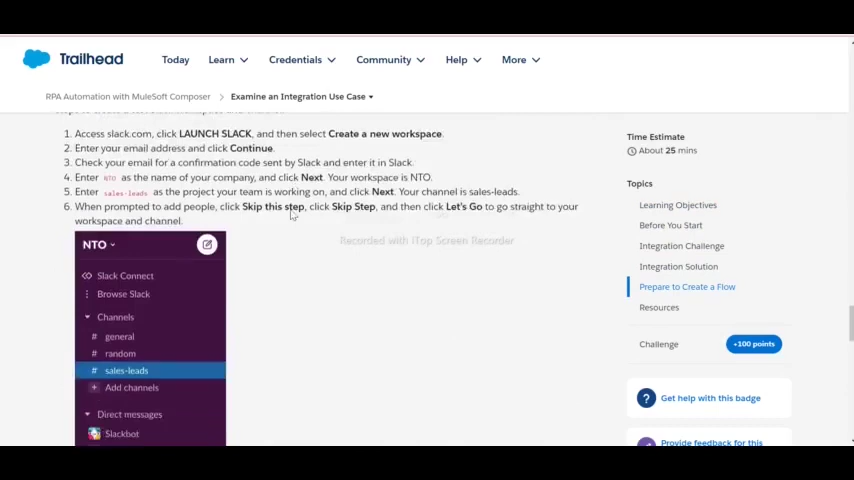 Trailhead
Today
Learn
Credentials
Community
Help
More
RPA Automation with MuleSoft Composer > Examine an Integration Use Case
1. Access slack.com, click LAUNCH SLACK, and then select Create a new workspace.
2. Enter your email address and click Continue.
3. Check your email for a confirmation code sent by Slack and enter it in Slack.
4. Enter NTO as the name of your company, and click Next. Your workspace is NTO.
5. Enter sales-leads as the project your team is working on, and click Next. Your channel is sales-leads.
6. When prompted to add people, click Skip this step, click Skip Step, and then click Let's Go to go straight to your
workspace and channel.
Recorded with iTop Screen Recorder
NTO
Slack Connect
Browse Slack
Channels
# general
# random
# sales-leads
+ Add channels
Direct messages
Slackbot
Time Estimate
About 25 mins
Topics
Learning Objectives
Before You Start
Integration Challenge
Integration Solution
Prepare to Create a Flow
Resources
Challenge
+100 points
Get help with this badge
Provide feedback for this